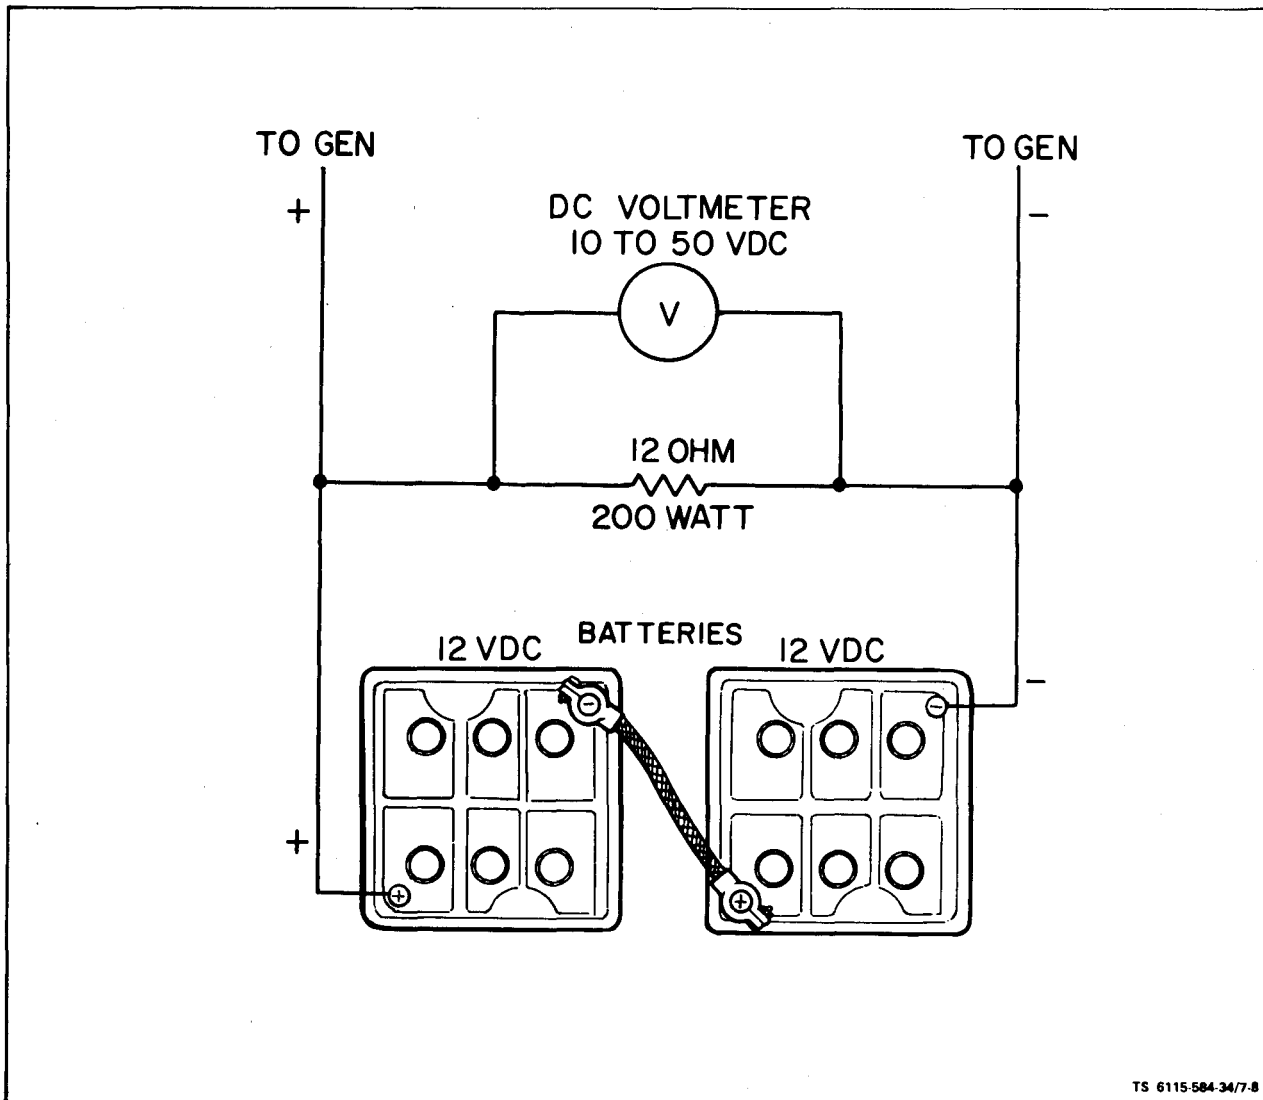 TO GEN
TO GEN
+
-
DC VOLTMETER
10 TO 50 VDC
V
12 OHM
200 WATT
BATTERIES
12 VDC
12 VDC
-
-
+
+
+
TS 6115-584-34/7-8